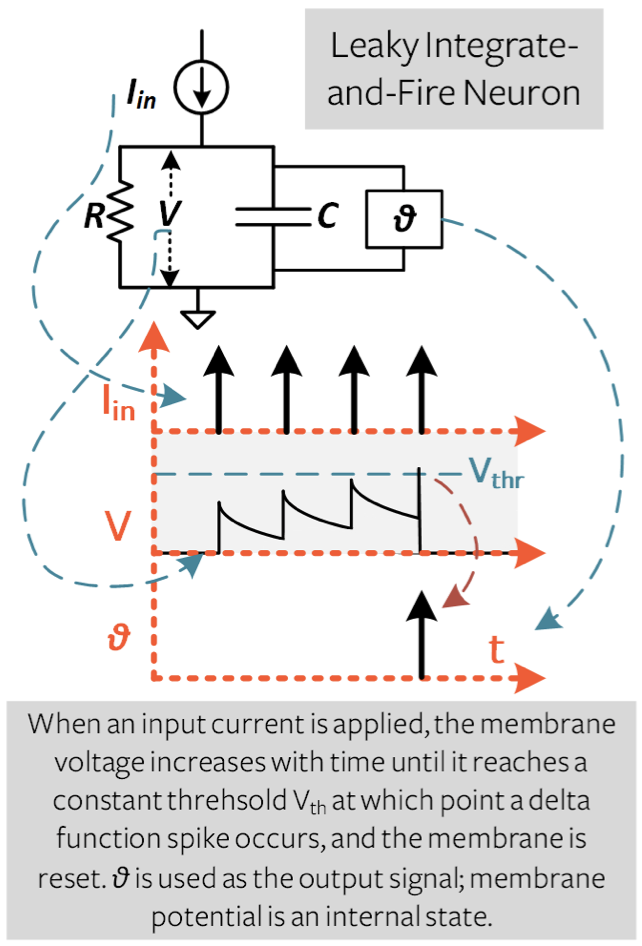 Leaky Integrate-
and-Fire Neuron
Iin
R
V
C
ϑ
Iin
Vthr
V
ϑ
t
When an input current is applied, the membrane
voltage increases with time until it reaches a
constant threhsold Vth at which point a delta
function spike occurs, and the membrane is
reset. ϑ is used as the output signal; membrane
potential is an internal state.